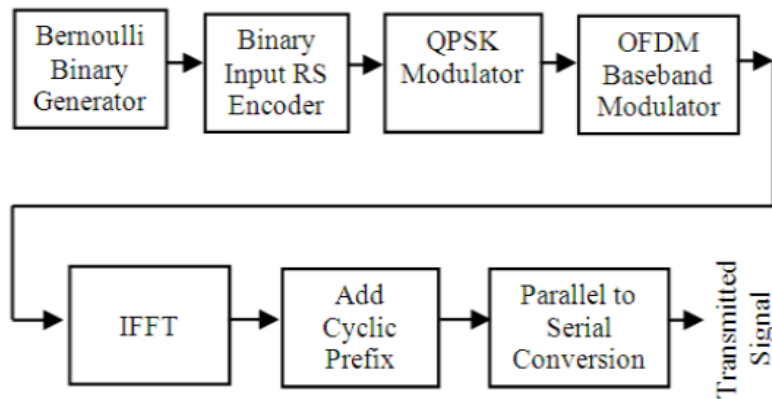 Bernoulli
Binary
Generator
Binary
Input RS
Encoder
QPSK
Modulator
OFDM
Baseband
Modulator
IFFT
Add
Cyclic
Prefix
Parallel to
Serial
Conversion
Transmitted
Signal